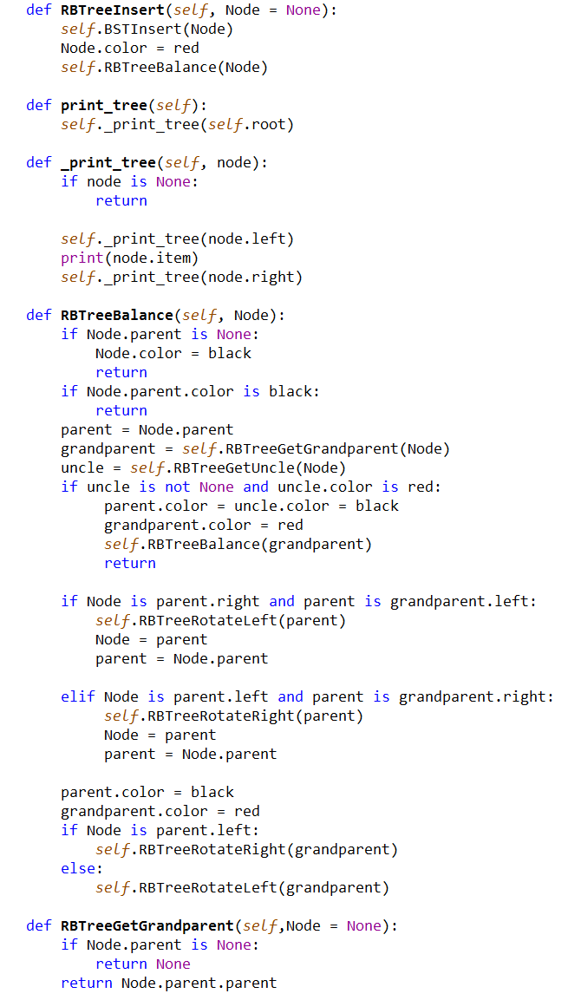 def RBTreeInsert(self, Node = None):
    self.BSTInsert(Node)
    Node.color = red
    self.RBTreeBalance(Node)

def print_tree(self):
    self._print_tree(self.root)

def _print_tree(self, node):
    if node is None:
        return

    self._print_tree(node.left)
    print(node.item)
    self._print_tree(node.right)

def RBTreeBalance(self, Node):
    if Node.parent is None:
        Node.color = black
        return
    if Node.parent.color is black:
        return
    parent = Node.parent
    grandparent = self.RBTreeGetGrandparent(Node)
    uncle = self.RBTreeGetUncle(Node)
    if uncle is not None and uncle.color is red:
         parent.color = uncle.color = black
         grandparent.color = red
         self.RBTreeBalance(grandparent)
         return

    if Node is parent.right and parent is grandparent.left:
        self.RBTreeRotateLeft(parent)
        Node = parent
        parent = Node.parent

    elif Node is parent.left and parent is grandparent.right:
         self.RBTreeRotateRight(parent)
         Node = parent
         parent = Node.parent

    parent.color = black
    grandparent.color = red
    if Node is parent.left:
        self.RBTreeRotateRight(grandparent)
    else:
        self.RBTreeRotateLeft(grandparent)

def RBTreeGetGrandparent(self,Node = None):
    if Node.parent is None:
        return None
    return Node.parent.parent